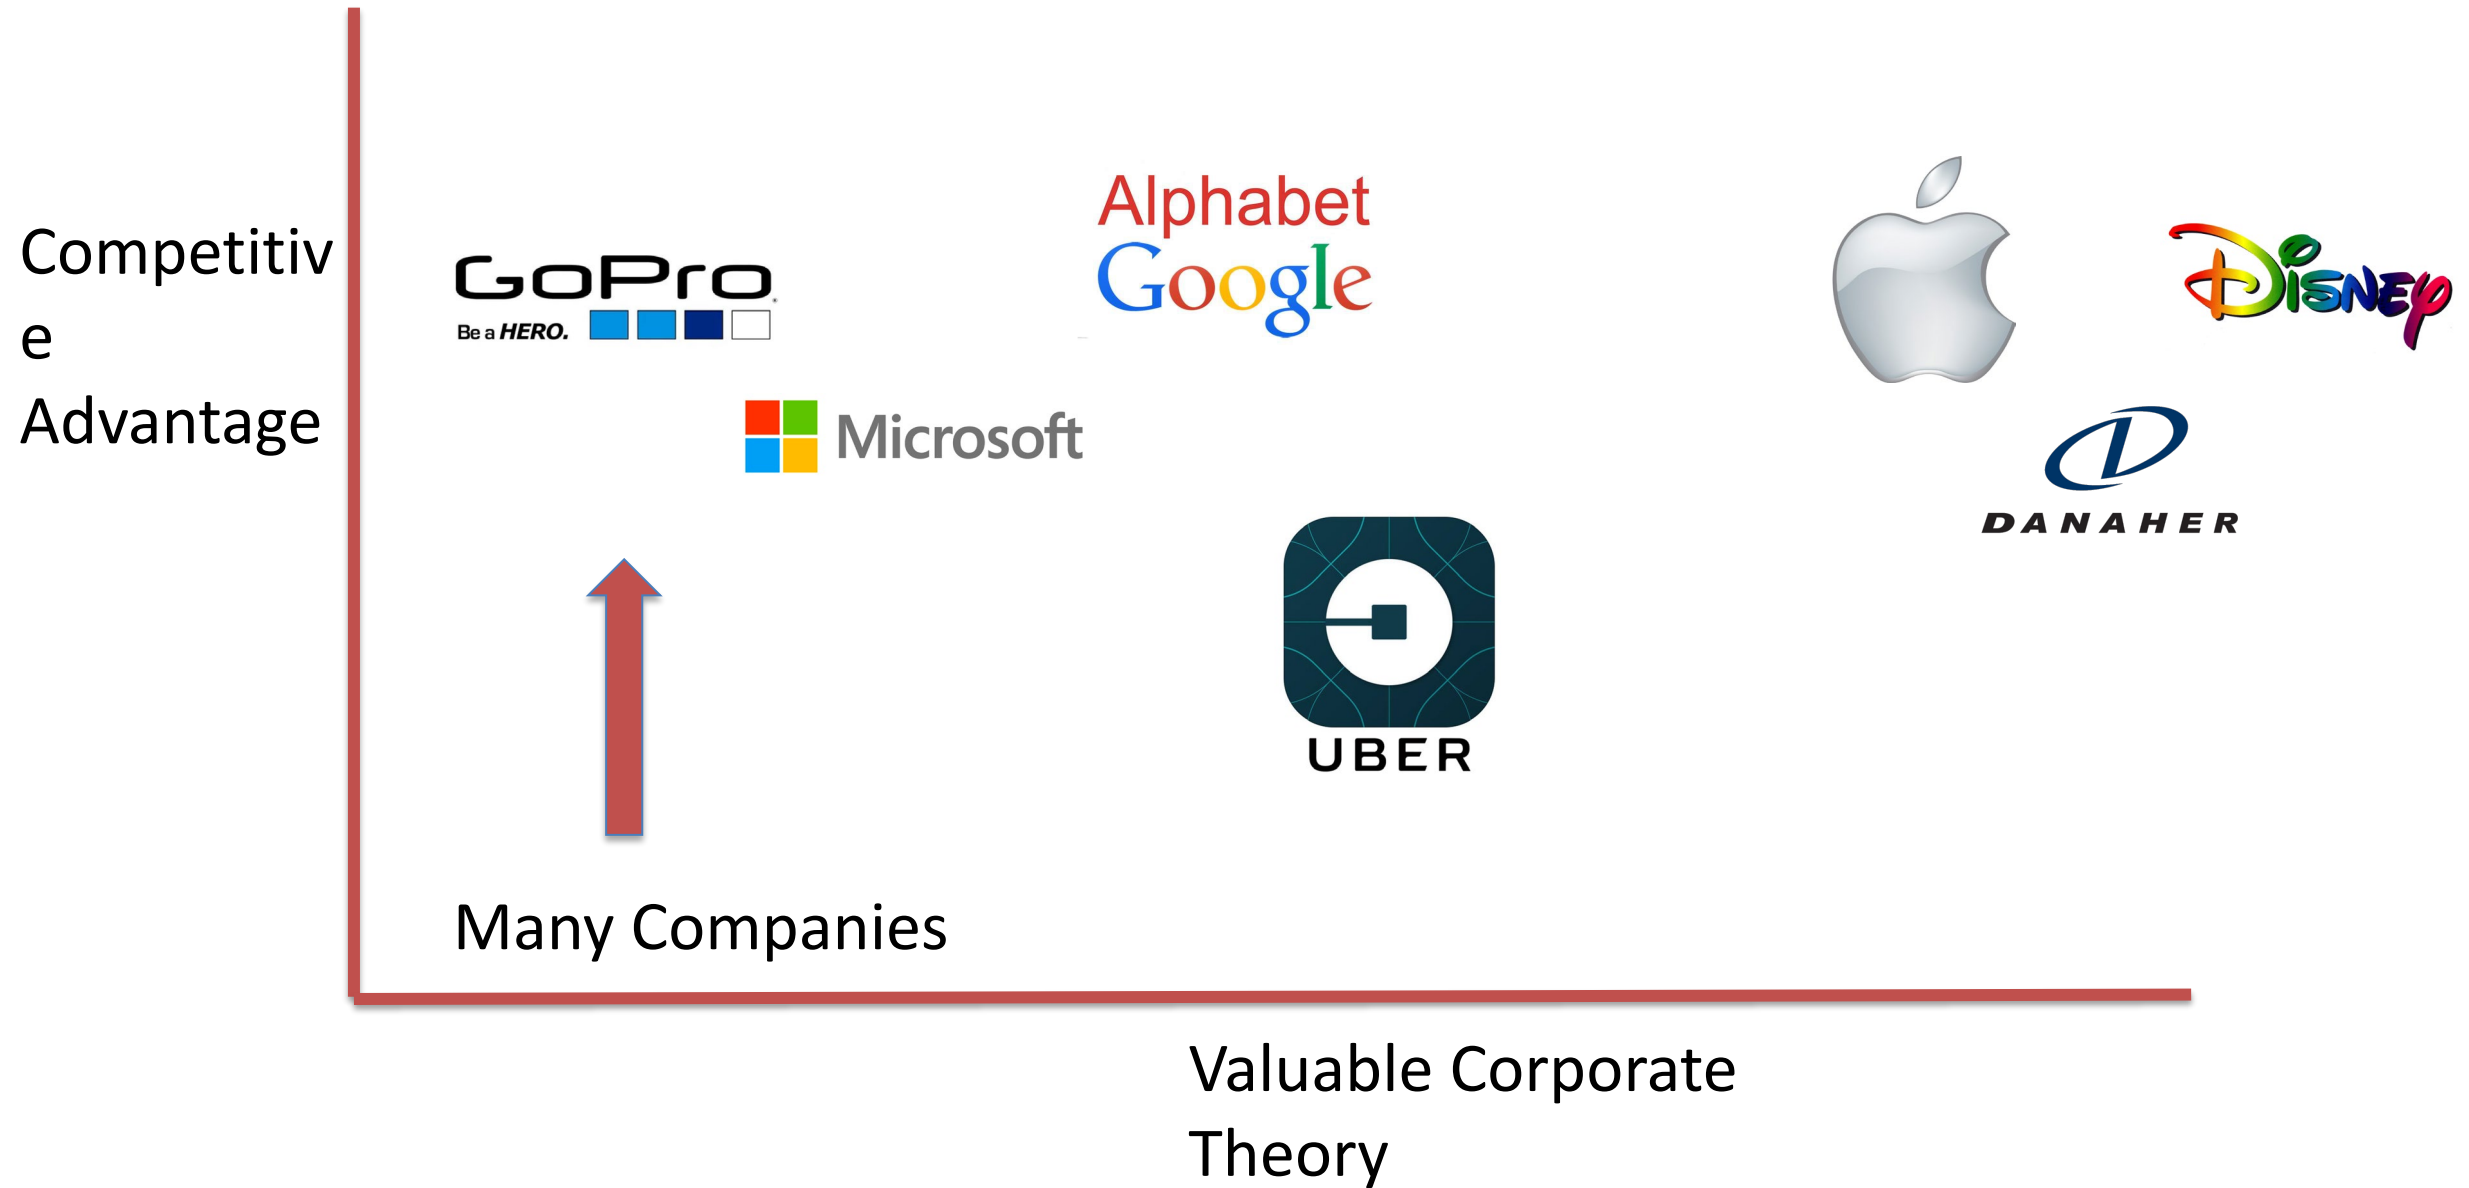 Competitiv
e
Advantage
GoPro
Be a HERO.
Alphabet
Google
DISNEY
Microsoft
DANAHER
UBER
Many Companies
Valuable Corporate
Theory